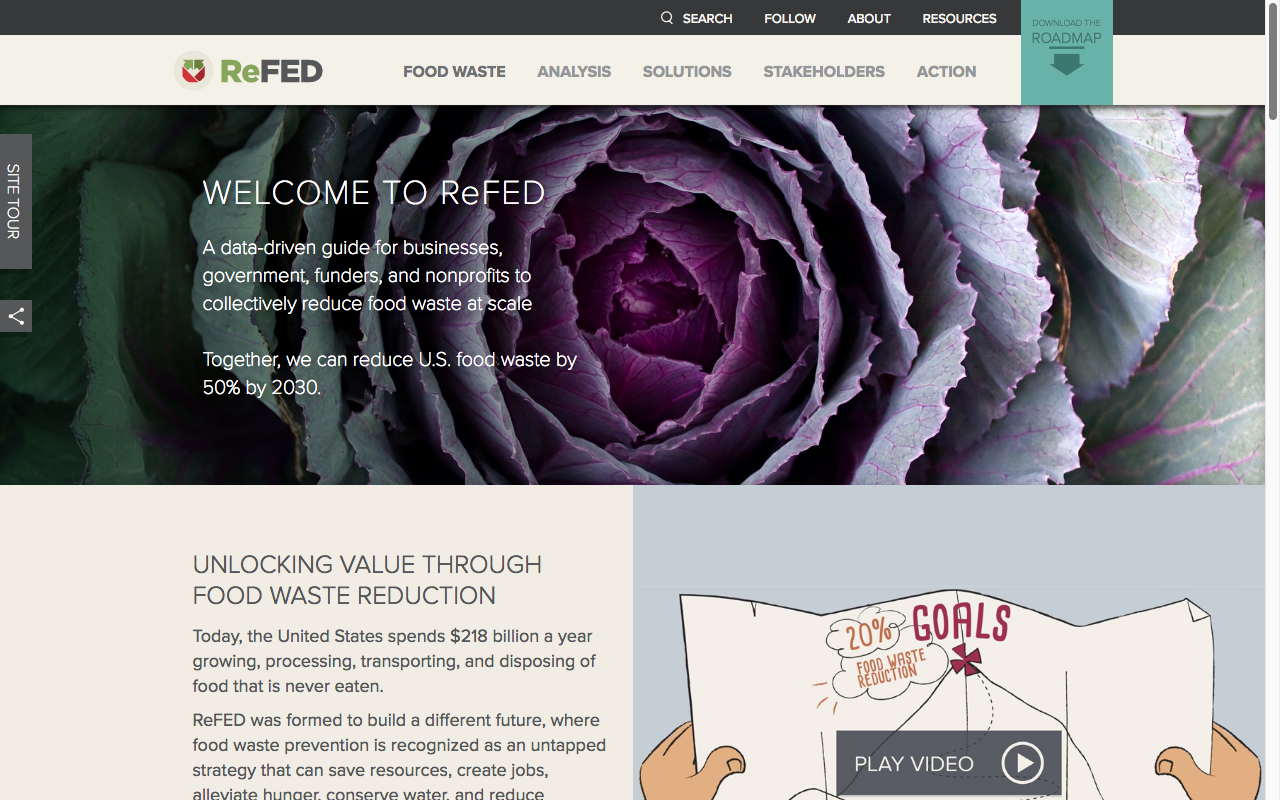 SEARCH FOLLOW ABOUT RESOURCES
DOWNLOAD THE
ROADMAP
ReFED
FOOD WASTE ANALYSIS SOLUTIONS STAKEHOLDERS ACTION
SITE TOUR
WELCOME TO ReFED
A data-driven guide for businesses,
government, funders, and nonprofits to
collectively reduce food waste at scale
Together, we can reduce U.S. food waste by
50% by 2030.
UNLOCKING VALUE THROUGH
FOOD WASTE REDUCTION
Today, the United States spends $218 billion a year
growing, processing, transporting, and disposing of
food that is never eaten.
ReFED was formed to build a different future, where
food waste prevention is recognized as an untapped
strategy that can save resources, create jobs,
alleviate hunger, conserve water, and reduce
GOALS
20%
FOOD WASTE
REDUCTION
PLAY VIDEO